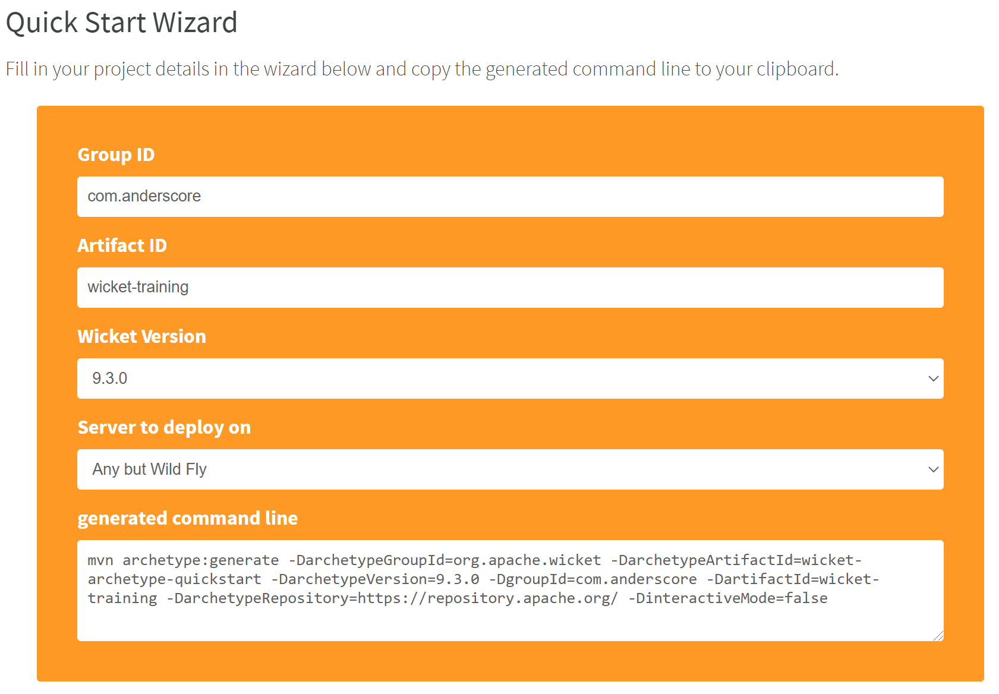 Quick Start Wizard
Fill in your project details in the wizard below and copy the generated command line to your clipboard.
Group ID
com.anderscore
Artifact ID
wicket-training
Wicket Version
9.3.0
Server to deploy on
Any but Wild Fly
generated command line
mvn archetype:generate -DarchetypeGroupId=org.apache.wicket -DarchetypeArtifactId=wicket-
archetype-quickstart -DarchetypeVersion=9.3.0 -DgroupId=com.anderscore -DartifactId=wicket-
training -DarchetypeRepository=https://repository.apache.org/ -DinteractiveMode=false